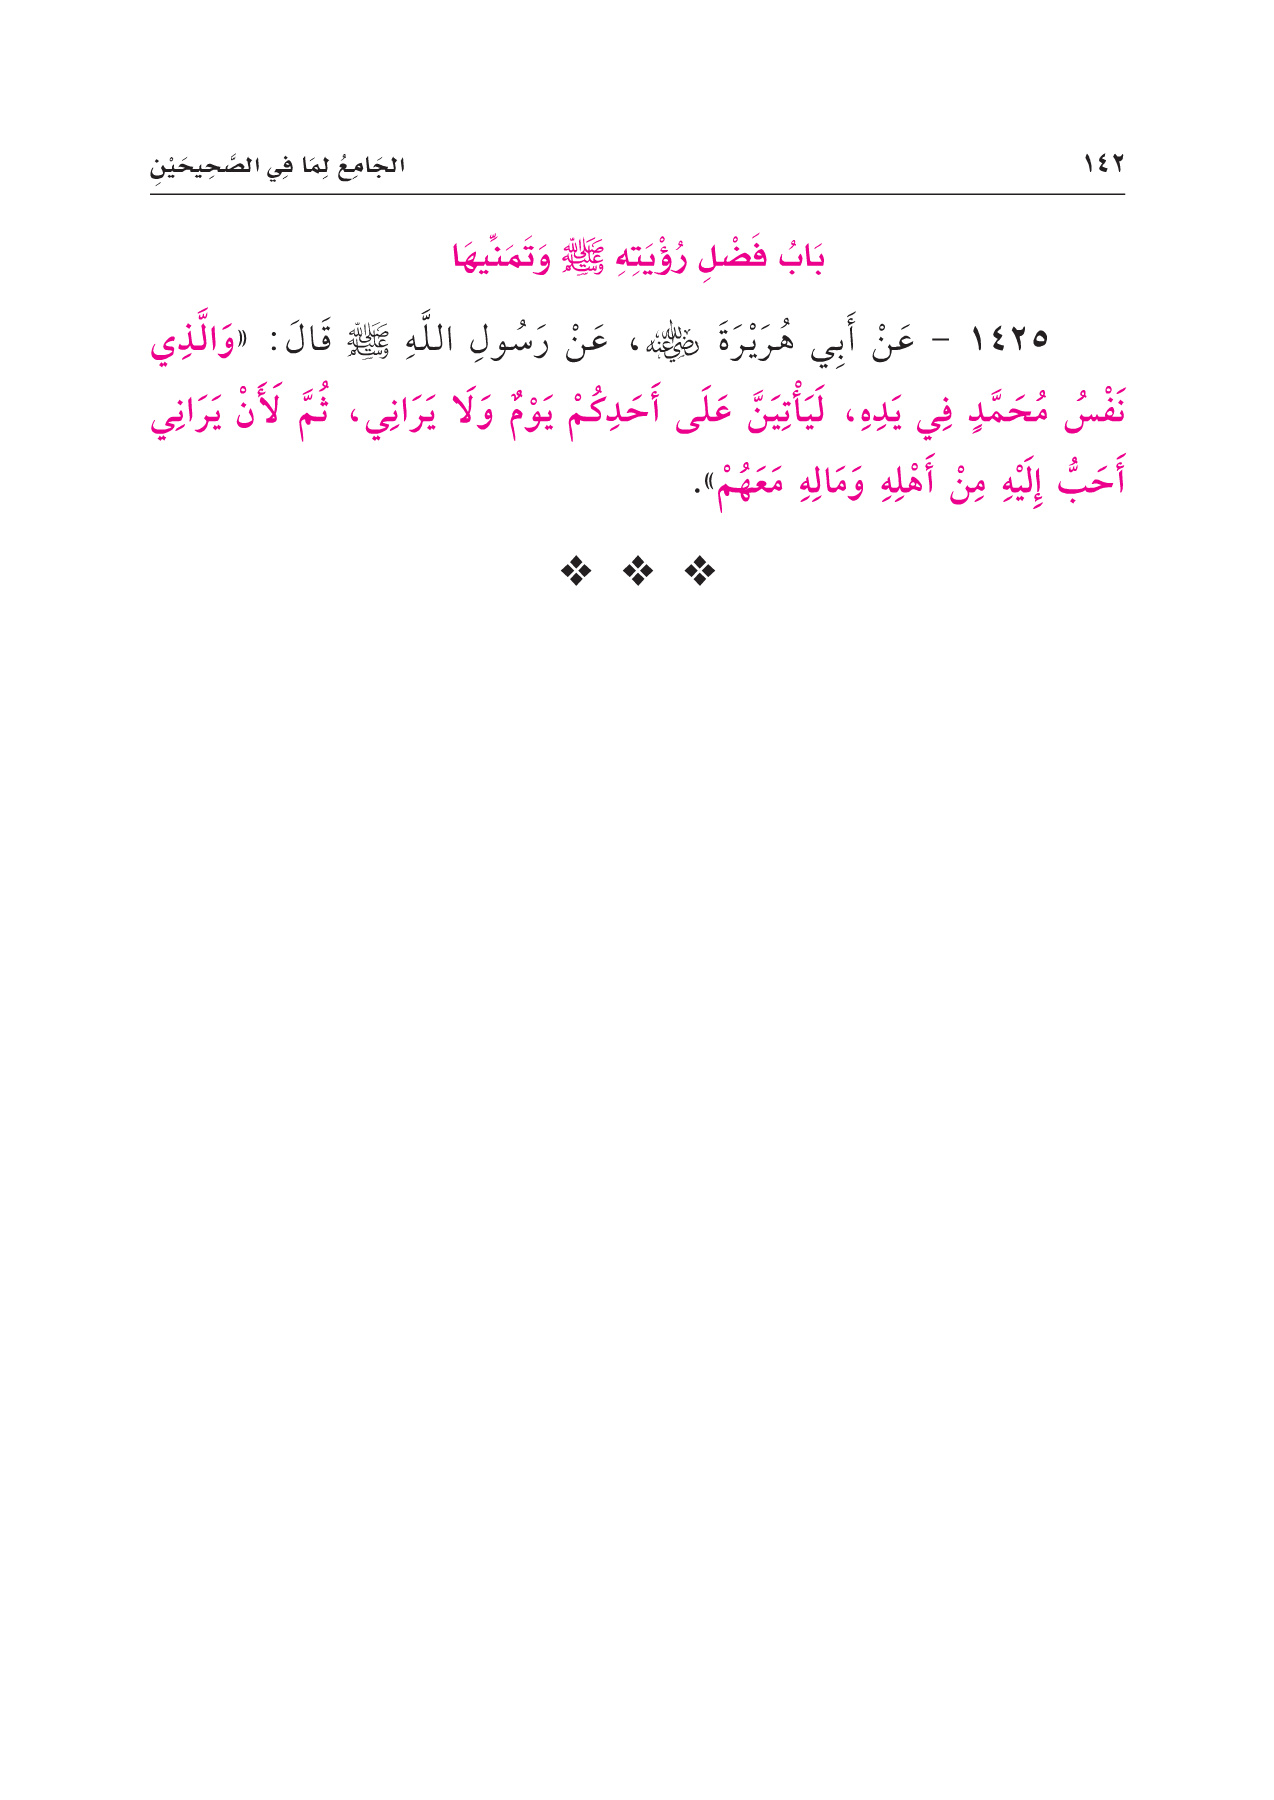 ١٤٢ الجَامِعُ لِمَا فِي الصَّحِيحَيْنِ
بَابُ فَضْلِ رُؤْيَتِهِ ﷺ وَتَمَنِّيهَا
١٤٢٥ - عَنْ أَبِي هُرَيْرَةَ رضي الله عنه، عَنْ رَسُولِ اللَّهِ ﷺ قَالَ: «وَالَّذِي
نَفْسُ مُحَمَّدٍ فِي يَدِهِ، لَيَأْتِيَنَّ عَلَى أَحَدِكُمْ يَوْمٌ وَلَا يَرَانِي، ثُمَّ لَأَنْ يَرَانِي
أَحَبُّ إِلَيْهِ مِنْ أَهْلِهِ وَمَالِهِ مَعَهُمْ».